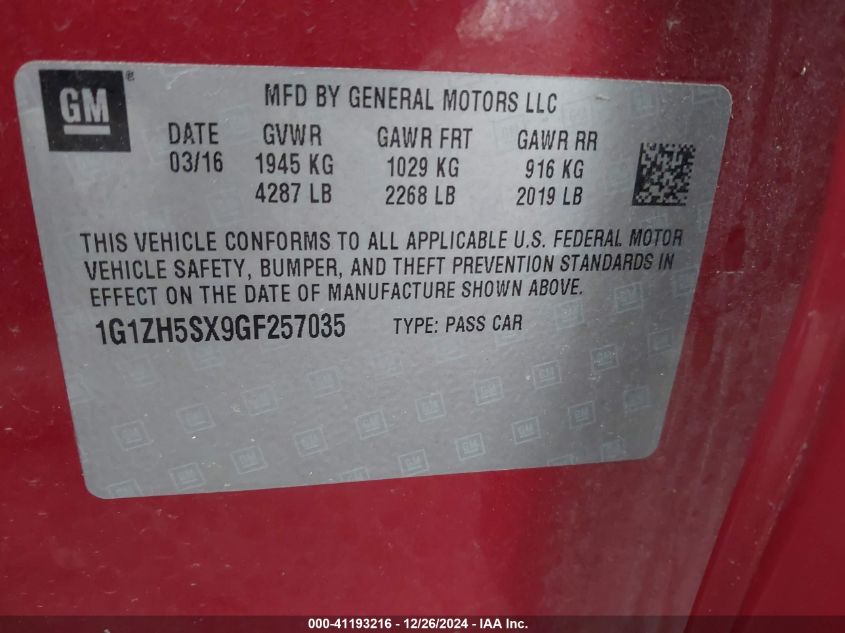 GM ®
MFD BY GENERAL MOTORS LLC
DATE GVWR GAWR FRT GAWR RR
03/16 1945 KG 1029 KG 916 KG
4287 LB 2268 LB 2019 LB
THIS VEHICLE CONFORMS TO ALL APPLICABLE U.S. FEDERAL MOTOR
VEHICLE SAFETY, BUMPER, AND THEFT PREVENTION STANDARDS IN
EFFECT ON THE DATE OF MANUFACTURE SHOWN ABOVE.
1G1ZH5SX9GF257035 TYPE: PASS CAR
000-41193216 - 12/26/2024 - IAA, Inc.